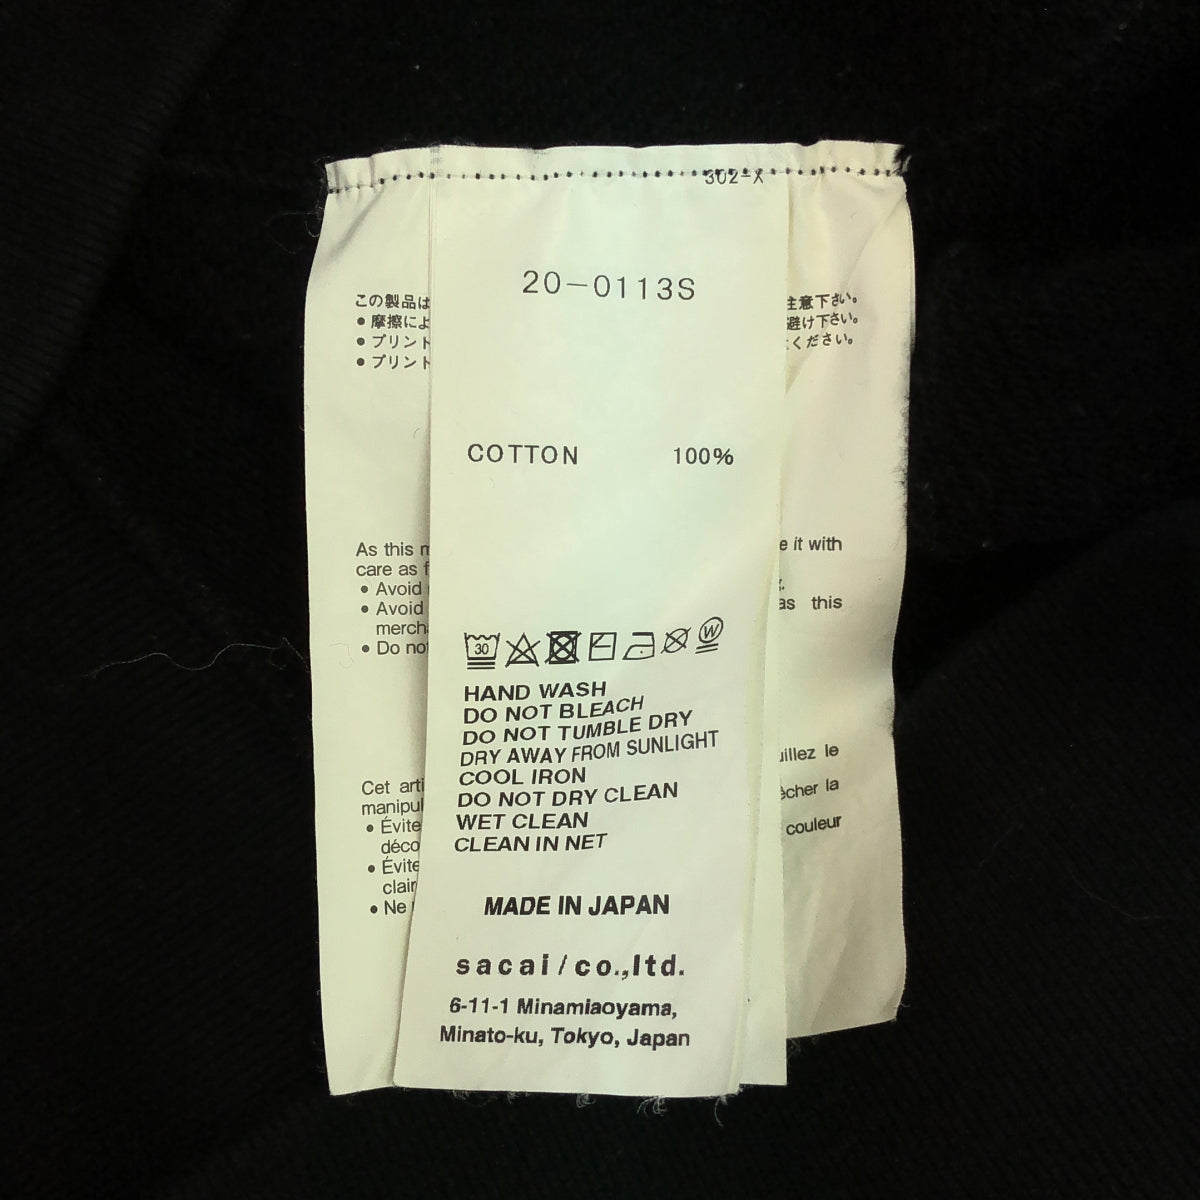 302-X
20-0113S
この製品は
注意下さい。
● 摩擦によ
避け下さい。
● プリント
ください。
● プリント
COTTON 100%
As this
e it with
care as
● Avoid
● Avoid
as this
● Do not
30
W
HAND WASH
DO NOT BLEACH
DO NOT TUMBLE DRY
DRY AWAY FROM SUNLIGHT
COOL IRON
DO NOT DRY CLEAN
WET CLEAN
CLEAN IN NET
Cet arti
uillez le
manipul
êcher la
● Évite
couleur
déco
● Évite
clair
● Ne
MADE IN JAPAN
sacai/co.,ltd.
6-11-1 Minamiaoyama,
Minato-ku, Tokyo, Japan